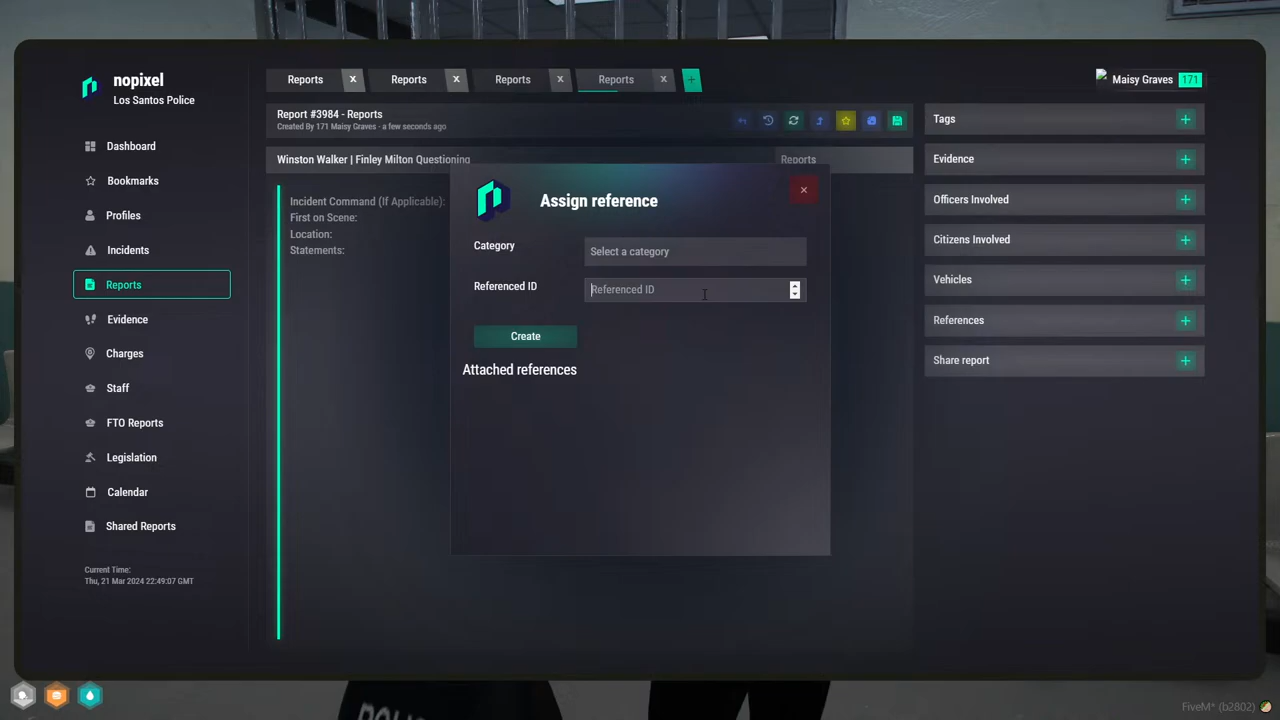 nopixel
Los Santos Police
Dashboard
Bookmarks
Profiles
Incidents
Reports
Evidence
Charges
Staff
FTO Reports
Legislation
Calendar
Shared Reports
Current Time:
Thu, 21 Mar 2024 22:49:07 GMT
Reports x Reports x Reports x Reports x +
Maisy Graves 171
Report #3984 - Reports
Created By 171 Maisy Graves - a few seconds ago
Winston Walker | Finley Milton Questioning
Reports
Incident Command (If Applicable):
First on Scene:
Location:
Statements:
Assign reference
×
Category
Select a category
Referenced ID
Referenced ID
Create
Attached references
Tags +
Evidence +
Officers Involved +
Citizens Involved +
Vehicles +
References +
Share report +
POLIC
FiveM* (b2802)